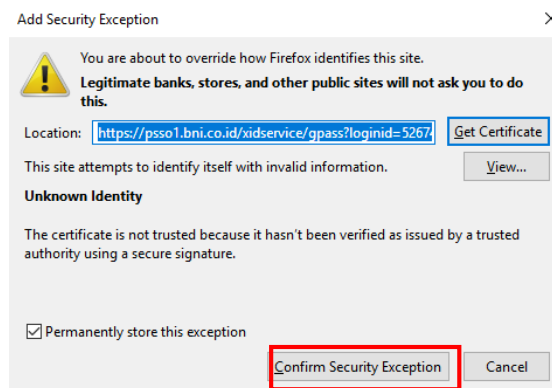 Add Security Exception
You are about to override how Firefox identifies this site.
Legitimate banks, stores, and other public sites will not ask you to do
this.
Location: https://psso1.bni.co.id/xidservice/gpass?loginid=5267 Get Certificate
This site attempts to identify itself with invalid information. View...
Unknown Identity
The certificate is not trusted because it hasn't been verified as issued by a trusted
authority using a secure signature.
Permanently store this exception
Confirm Security Exception Cancel